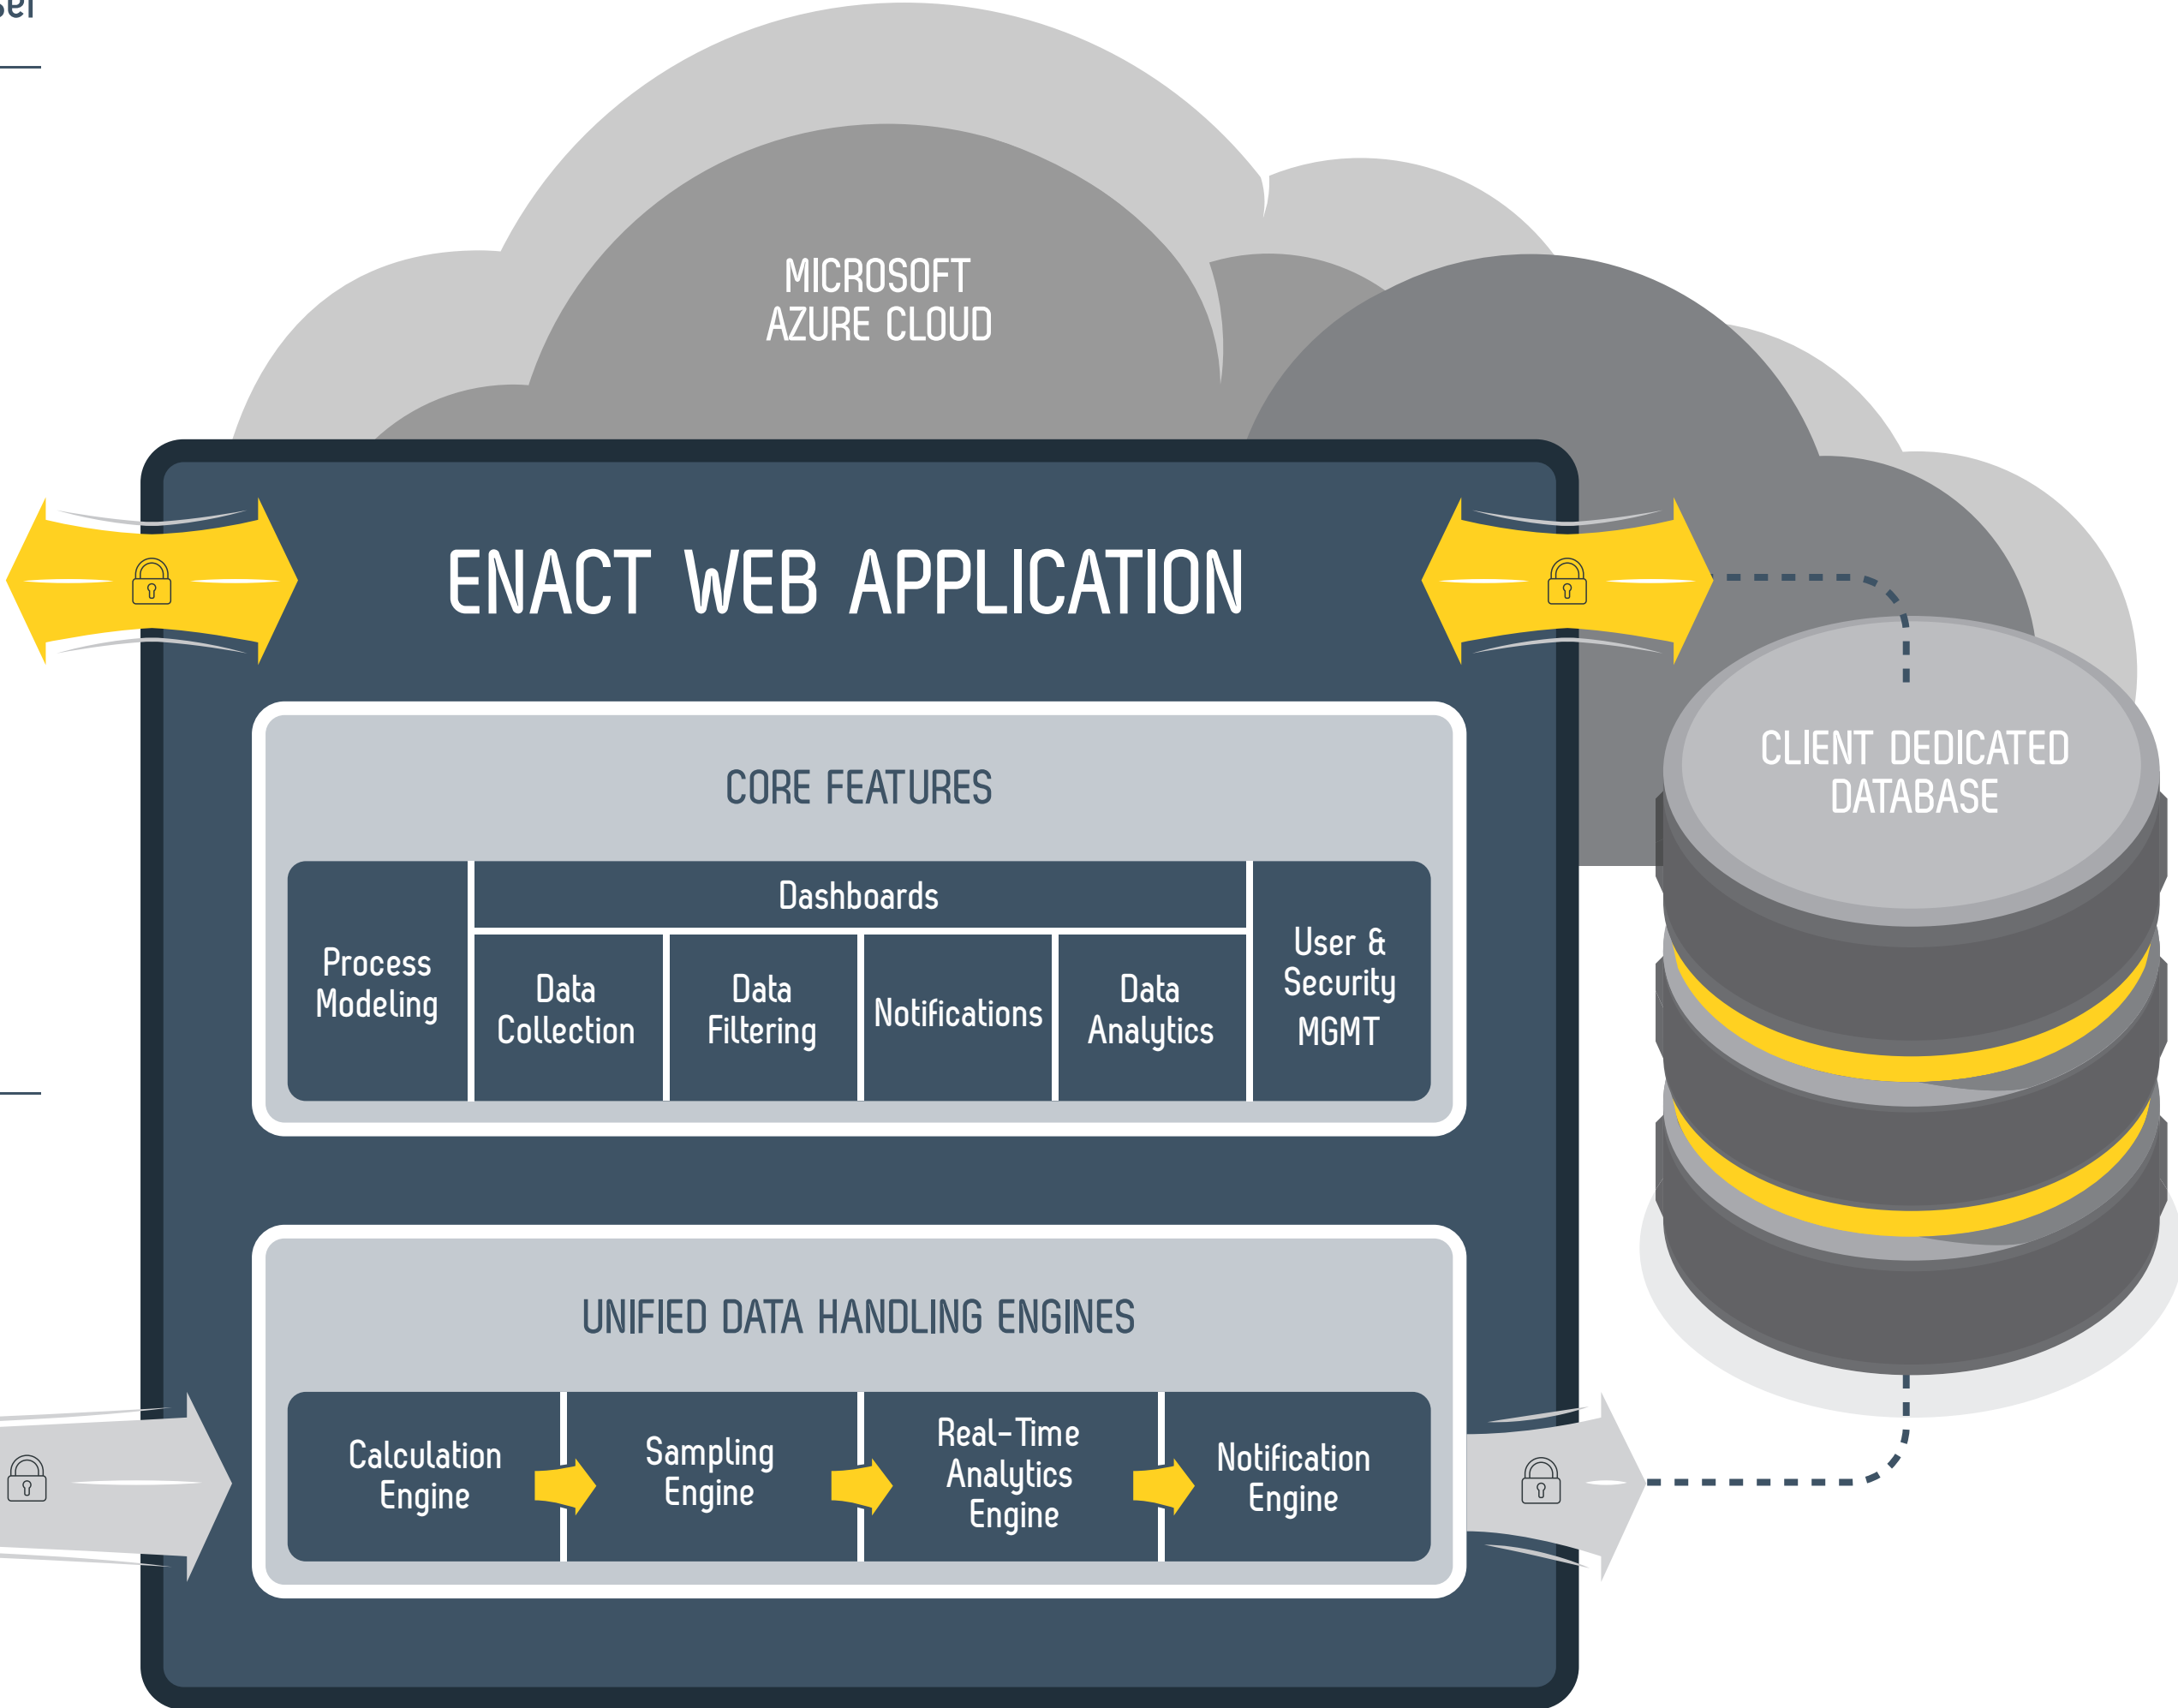 MICROSOFT
AZURE CLOUD
ENACT WEB APPLICATION
CLIENT DEDICATED
DATABASE
CORE FEATURES
Process
Modeling
Dashboards
Data
Collection
Data
Filtering
Notifications
Data
Analytics
User &
Security
MGMT
UNIFIED DATA HANDLING ENGINES
Calculation
Engine
Sampling
Engine
Real-Time
Analytics
Engine
Notification
Engine